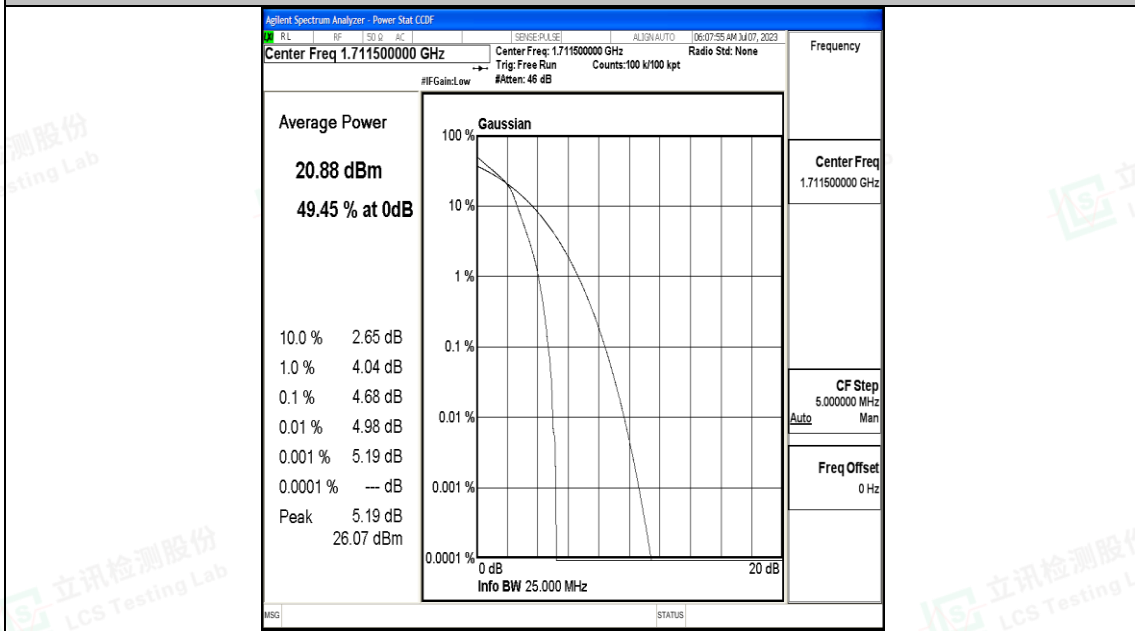 Agilent Spectrum Analyzer - Power Stat CCDF
RL RF 50 Ω AC SENSE:PULSE ALIGN AUTO 06:07:55 AM Jul 07, 2023
Center Freq 1.711500000 GHz
Center Freq: 1.711500000 GHz
Radio Std: None
Trig: Free Run Counts:100 k/100 kpt
#IFGain:Low
#Atten: 46 dB
Frequency
Average Power
20.88 dBm
49.45 % at 0dB
10.0 % 2.65 dB
1.0 % 4.04 dB
0.1 % 4.68 dB
0.01 % 4.98 dB
0.001 % 5.19 dB
0.0001 % --- dB
Peak 5.19 dB
26.07 dBm
Gaussian
100 %
10 %
1 %
0.1 %
0.01 %
0.001 %
0.0001 %
0 dB
20 dB
Info BW 25.000 MHz
Center Freq
1.711500000 GHz
CF Step
5.000000 MHz
Auto Man
Freq Offset
0 Hz
MSG
STATUS
立讯检测股份
LCS Testing Lab
立讯检测股份